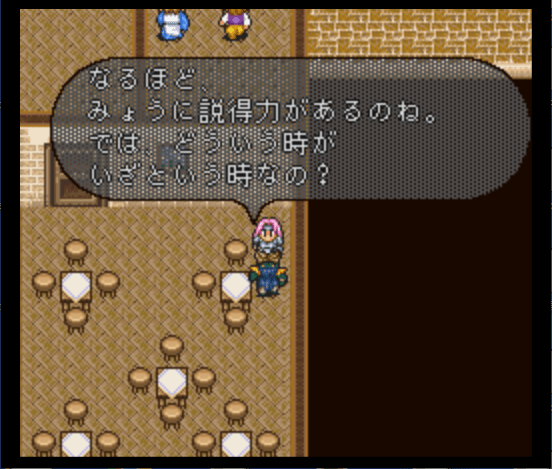 なるほど、
みょうに説得力があるのね。
では、どういう時が
いざという時なの？